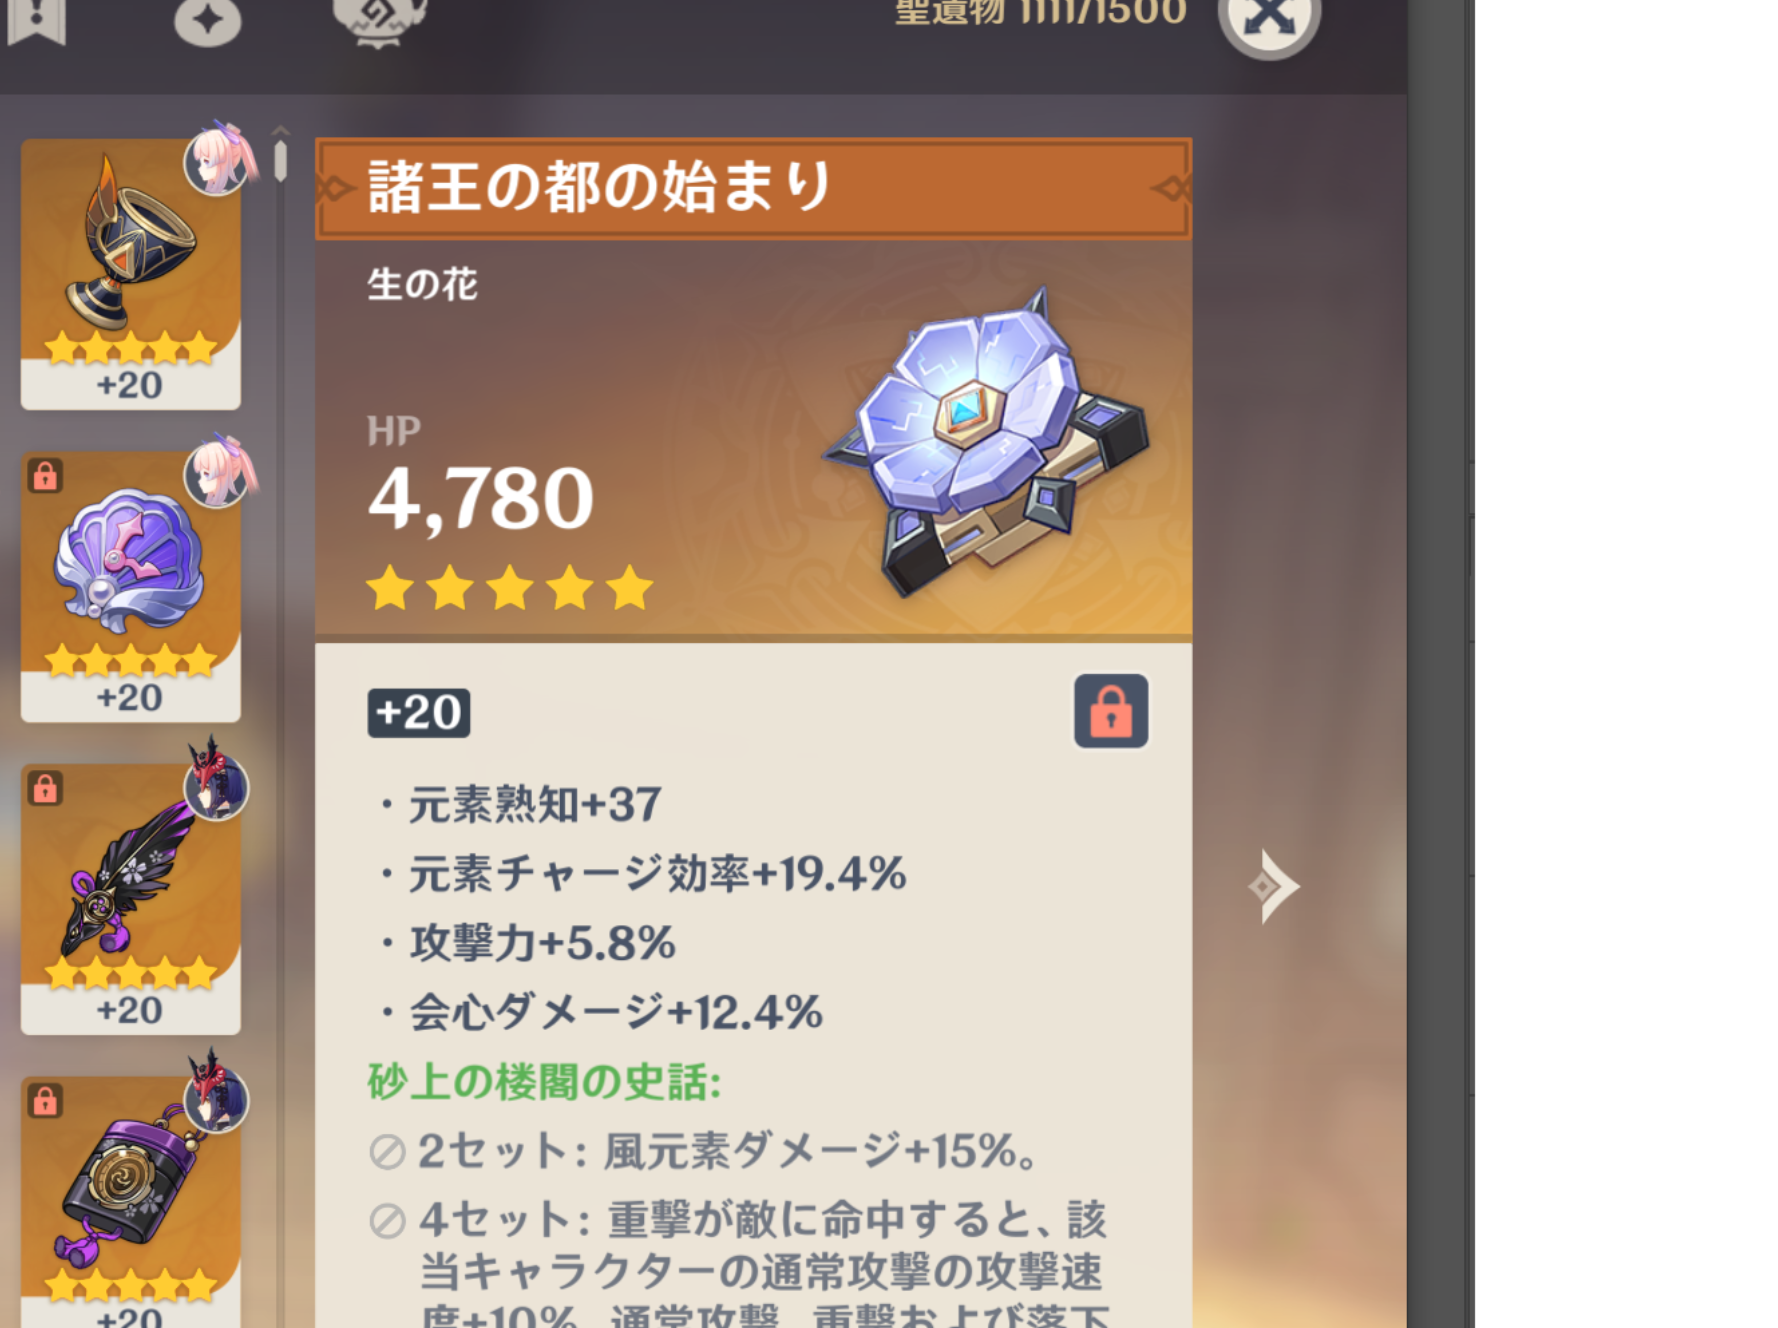 聖遺物 1111/1500
諸王の都の始まり
生の花
HP
4,780
+20
+20
+20
+20
+20
・元素熟知+37
・元素チャージ効率+19.4%
・攻撃力+5.8%
・会心ダメージ+12.4%
砂上の楼閣の史話:
2セット: 風元素ダメージ+15%。
4セット: 重撃が敵に命中すると、該
当キャラクターの通常攻撃の攻撃速
度+10%、通常攻撃、重撃および落下